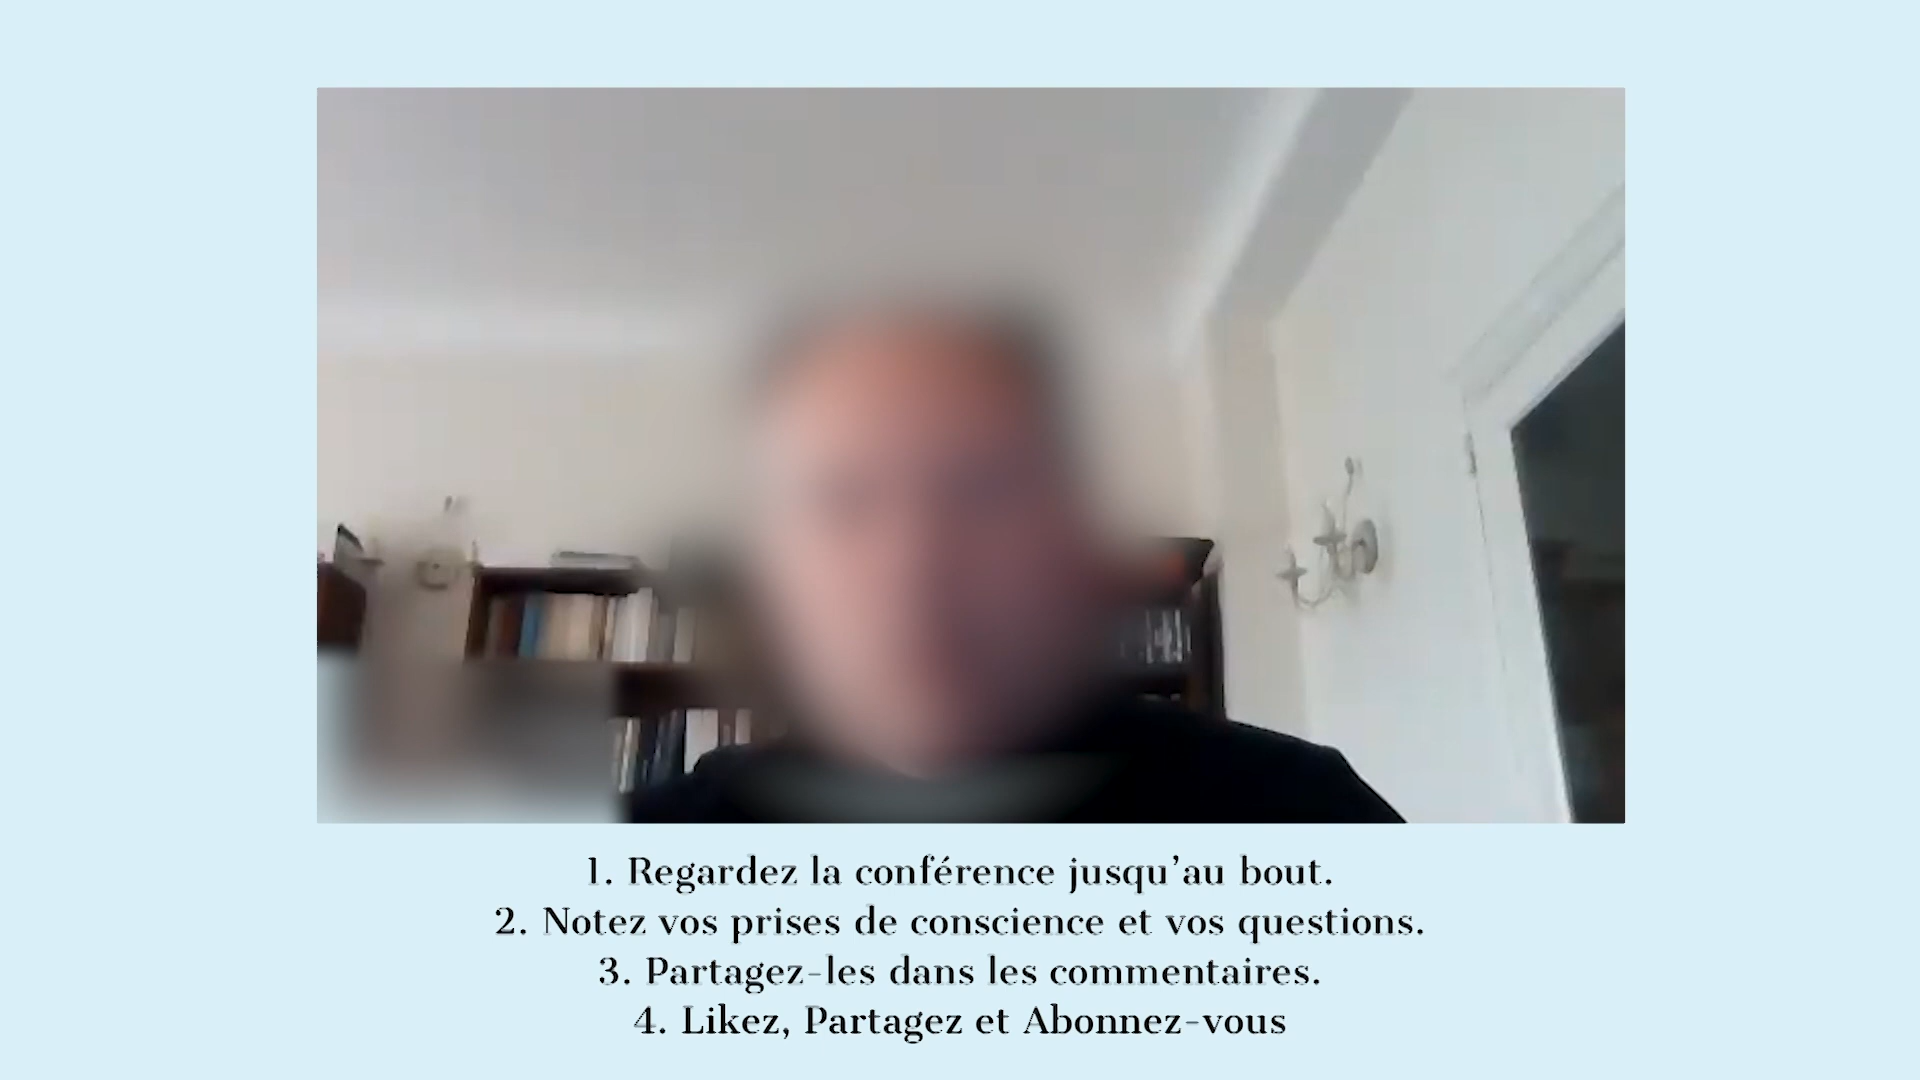 1. Regardez la conférence jusqu'au bout.
2. Notez vos prises de conscience et vos questions.
3. Partagez-les dans les commentaires.
4. Likez, Partagez et Abonnez-vous